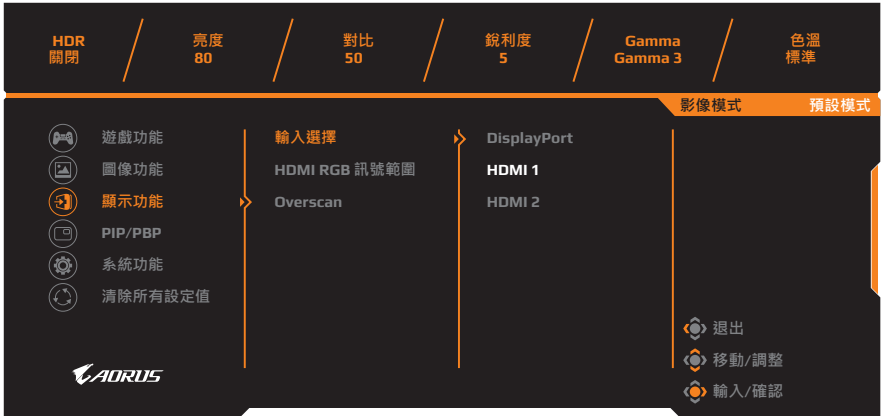 HDR
關閉
亮度
80
對比
50
銳利度
5
Gamma
Gamma 3
色溫
標準
影像模式 預設模式
遊戲功能
圖像功能
顯示功能
PIP/PBP
系統功能
清除所有設定值
輸入選擇
HDMI RGB 訊號範圍
Overscan
DisplayPort
HDMI 1
HDMI 2
退出
移動/調整
輸入/確認
AORUS